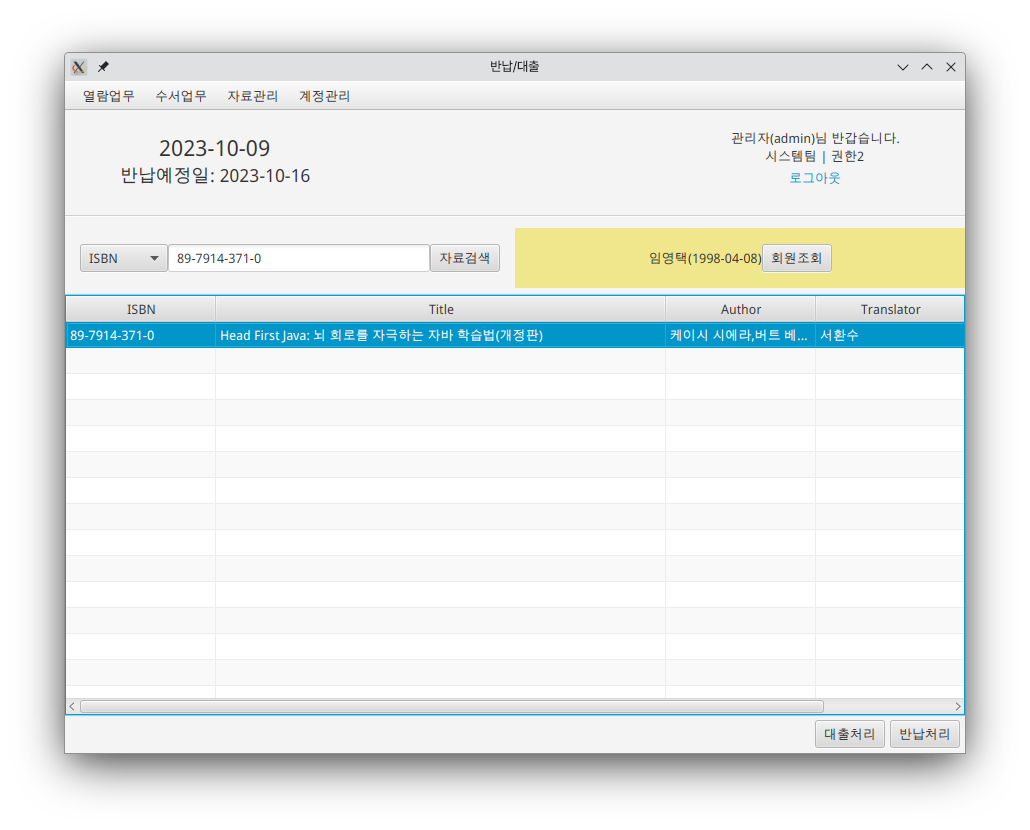 반납/대출
열람업무 수서업무 자료관리 계정관리
2023-10-09
반납예정일: 2023-10-16
관리자(admin)님 반갑습니다.
시스템팀 | 권한2
로그아웃
ISBN 89-7914-371-0 자료검색 임영택(1998-04-08) 회원조회
ISBN Title Author Translator
89-7914-371-0 Head First Java: 뇌 회로를 자극하는 자바 학습법(개정판) 케이시 시에라,버트 베... 서환수
대출처리 반납처리